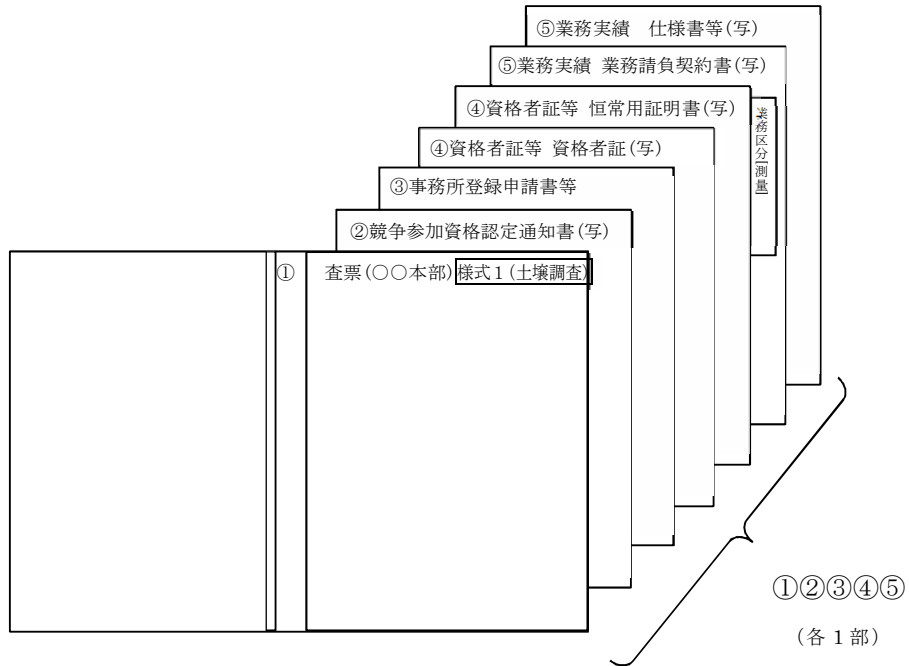 ⑤業務実績　仕様書等(写)
⑤業務実績 業務請負契約書(写)
④資格者証等 恒常用証明書(写)
④資格者証等 資格者証(写)
③事務所登録申請書等
②競争参加資格認定通知書(写)
① 査票(○○本部) 様式１(土壌調査)
業務区分[測量]
①②③④⑤
(各１部)